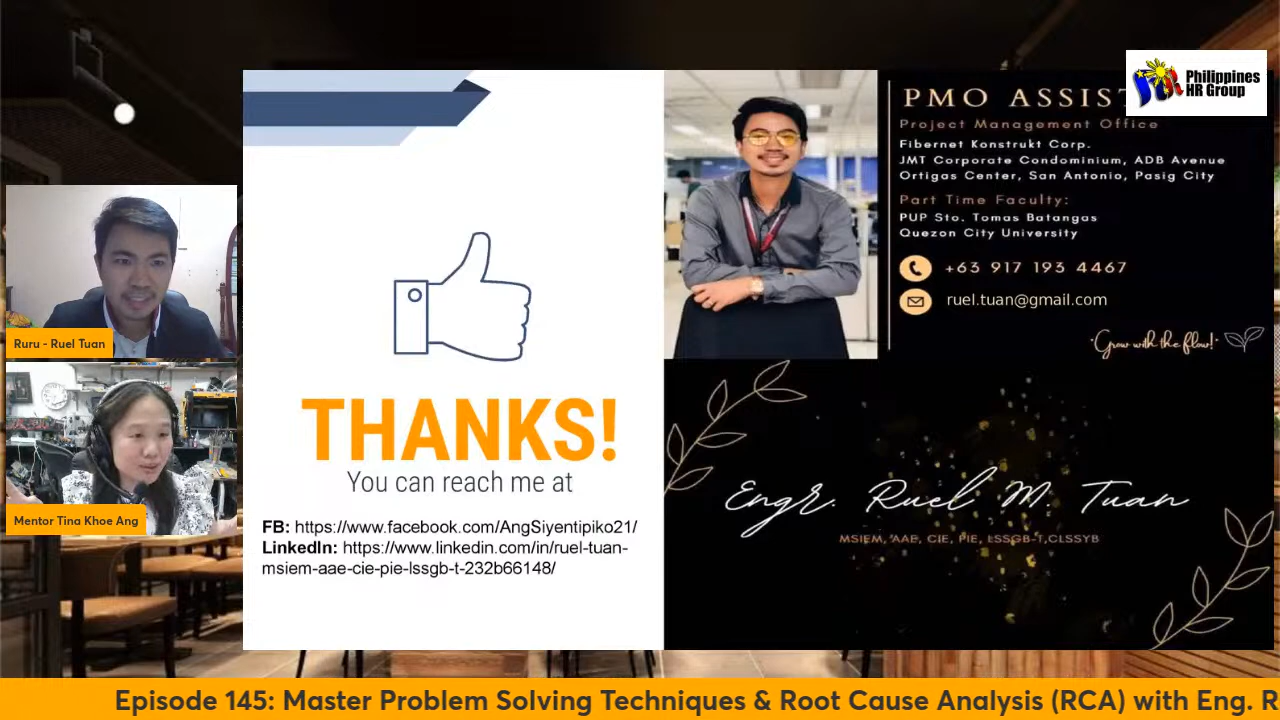 Philippines
HR Group
PMO ASSIST
Project Management Office
Fibernet Konstrukt Corp.
JMT Corporate Condominium, ADB Avenue
Ortigas Center, San Antonio, Pasig City
Part Time Faculty:
PUP Sto. Tomas Batangas
Quezon City University
+63 917 193 4467
ruel.tuan@gmail.com
"Grow with the flow!"
Ruru - Ruel Tuan
Mentor Tina Khoe Ang
THANKS!
You can reach me at
FB: https://www.facebook.com/AngSiyentipiko21/
LinkedIn: https://www.linkedin.com/in/ruel-tuan-
msiem-aae-cie-pie-lssgb-t-232b66148/
Engr. Ruel M. Tuan
MSIEM, AAE, CIE, PIE, LSSGB-T,CLSSYB
Episode 145: Master Problem Solving Techniques & Root Cause Analysis (RCA) with Eng. R